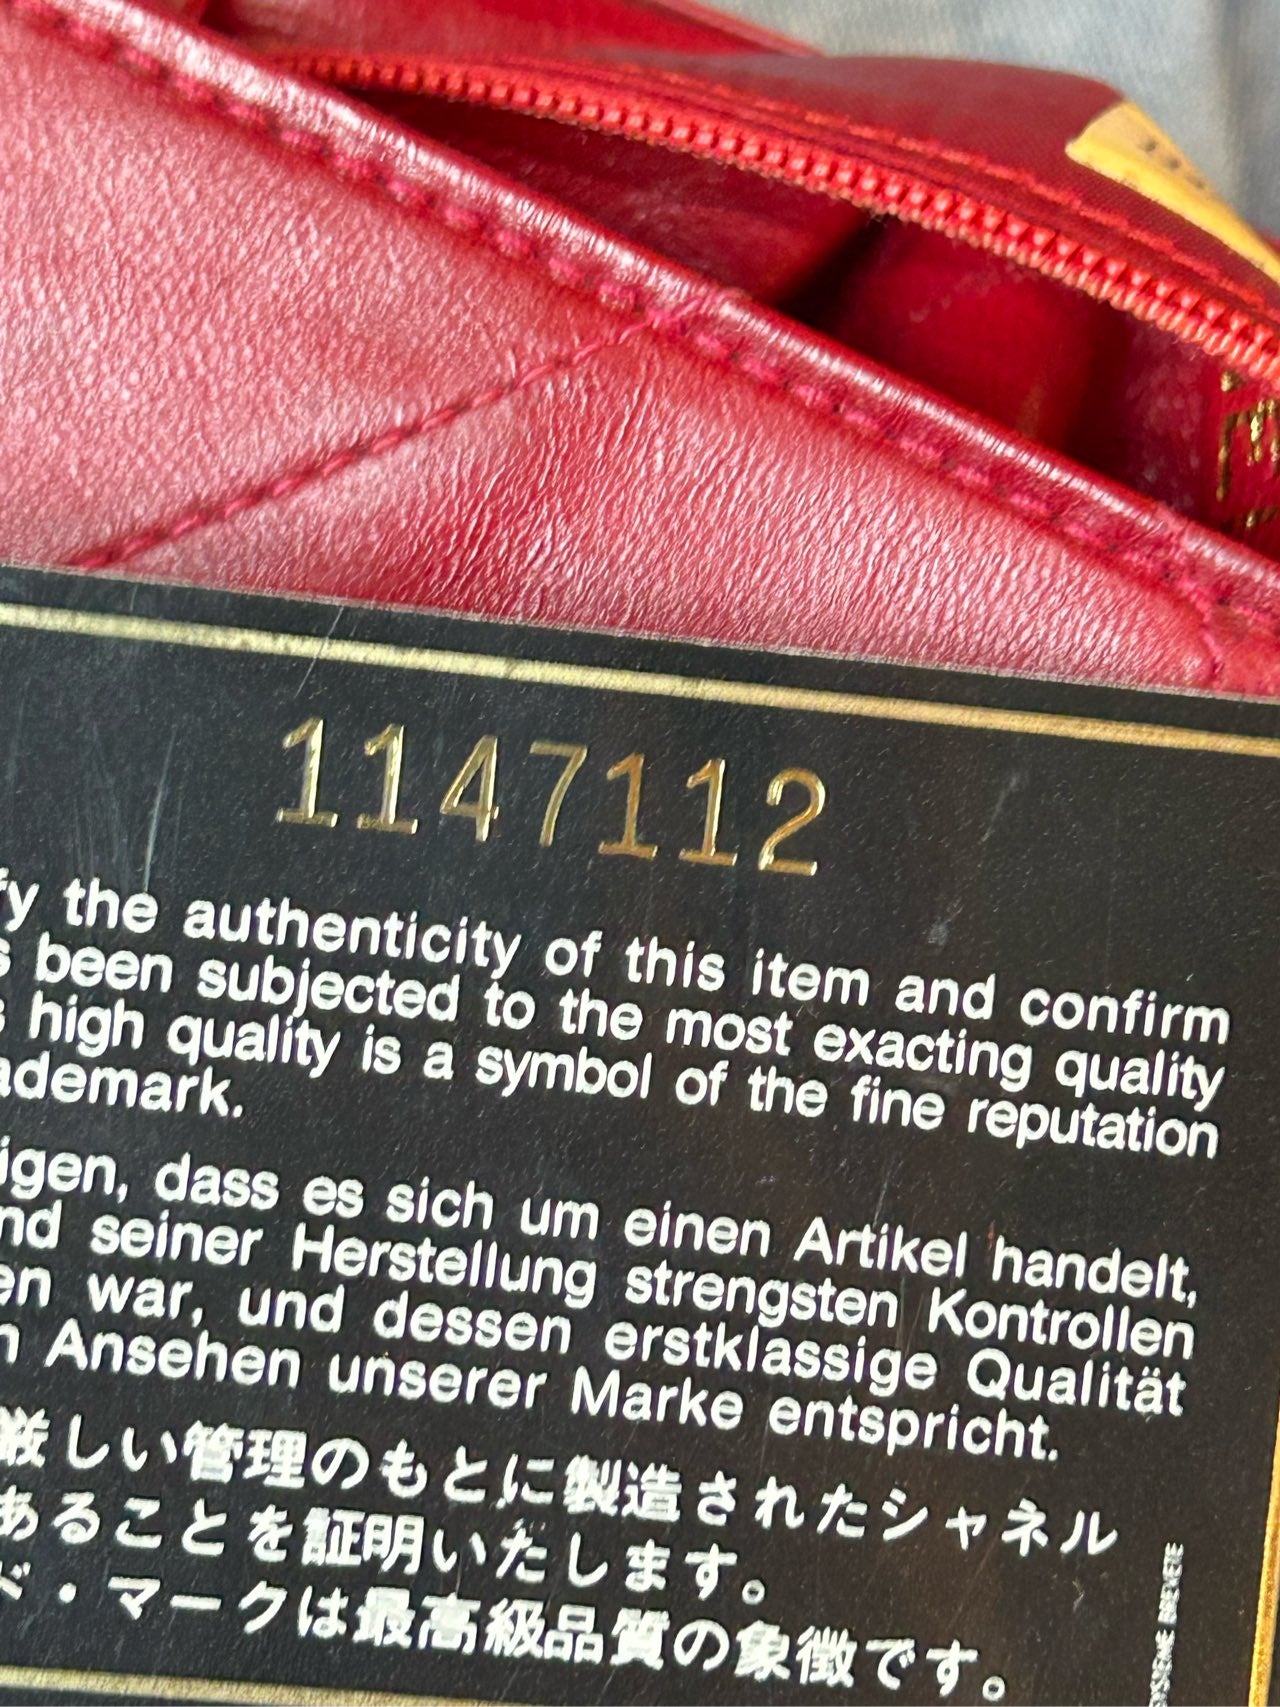 1147112
the authenticity of this item and confirm
been subjected to the most exacting quality
high quality is a symbol of the fine reputation
ademark.
igen, dass es sich um einen Artikel handelt,
nd seiner Herstellung strengsten Kontrollen
en war, und dessen erstklassige Qualität
n Ansehen unserer Marke entspricht.
厳しい管理のもとに製造されたシャネル
あることを証明いたします。
ド・マークは最高級品質の象徴です。